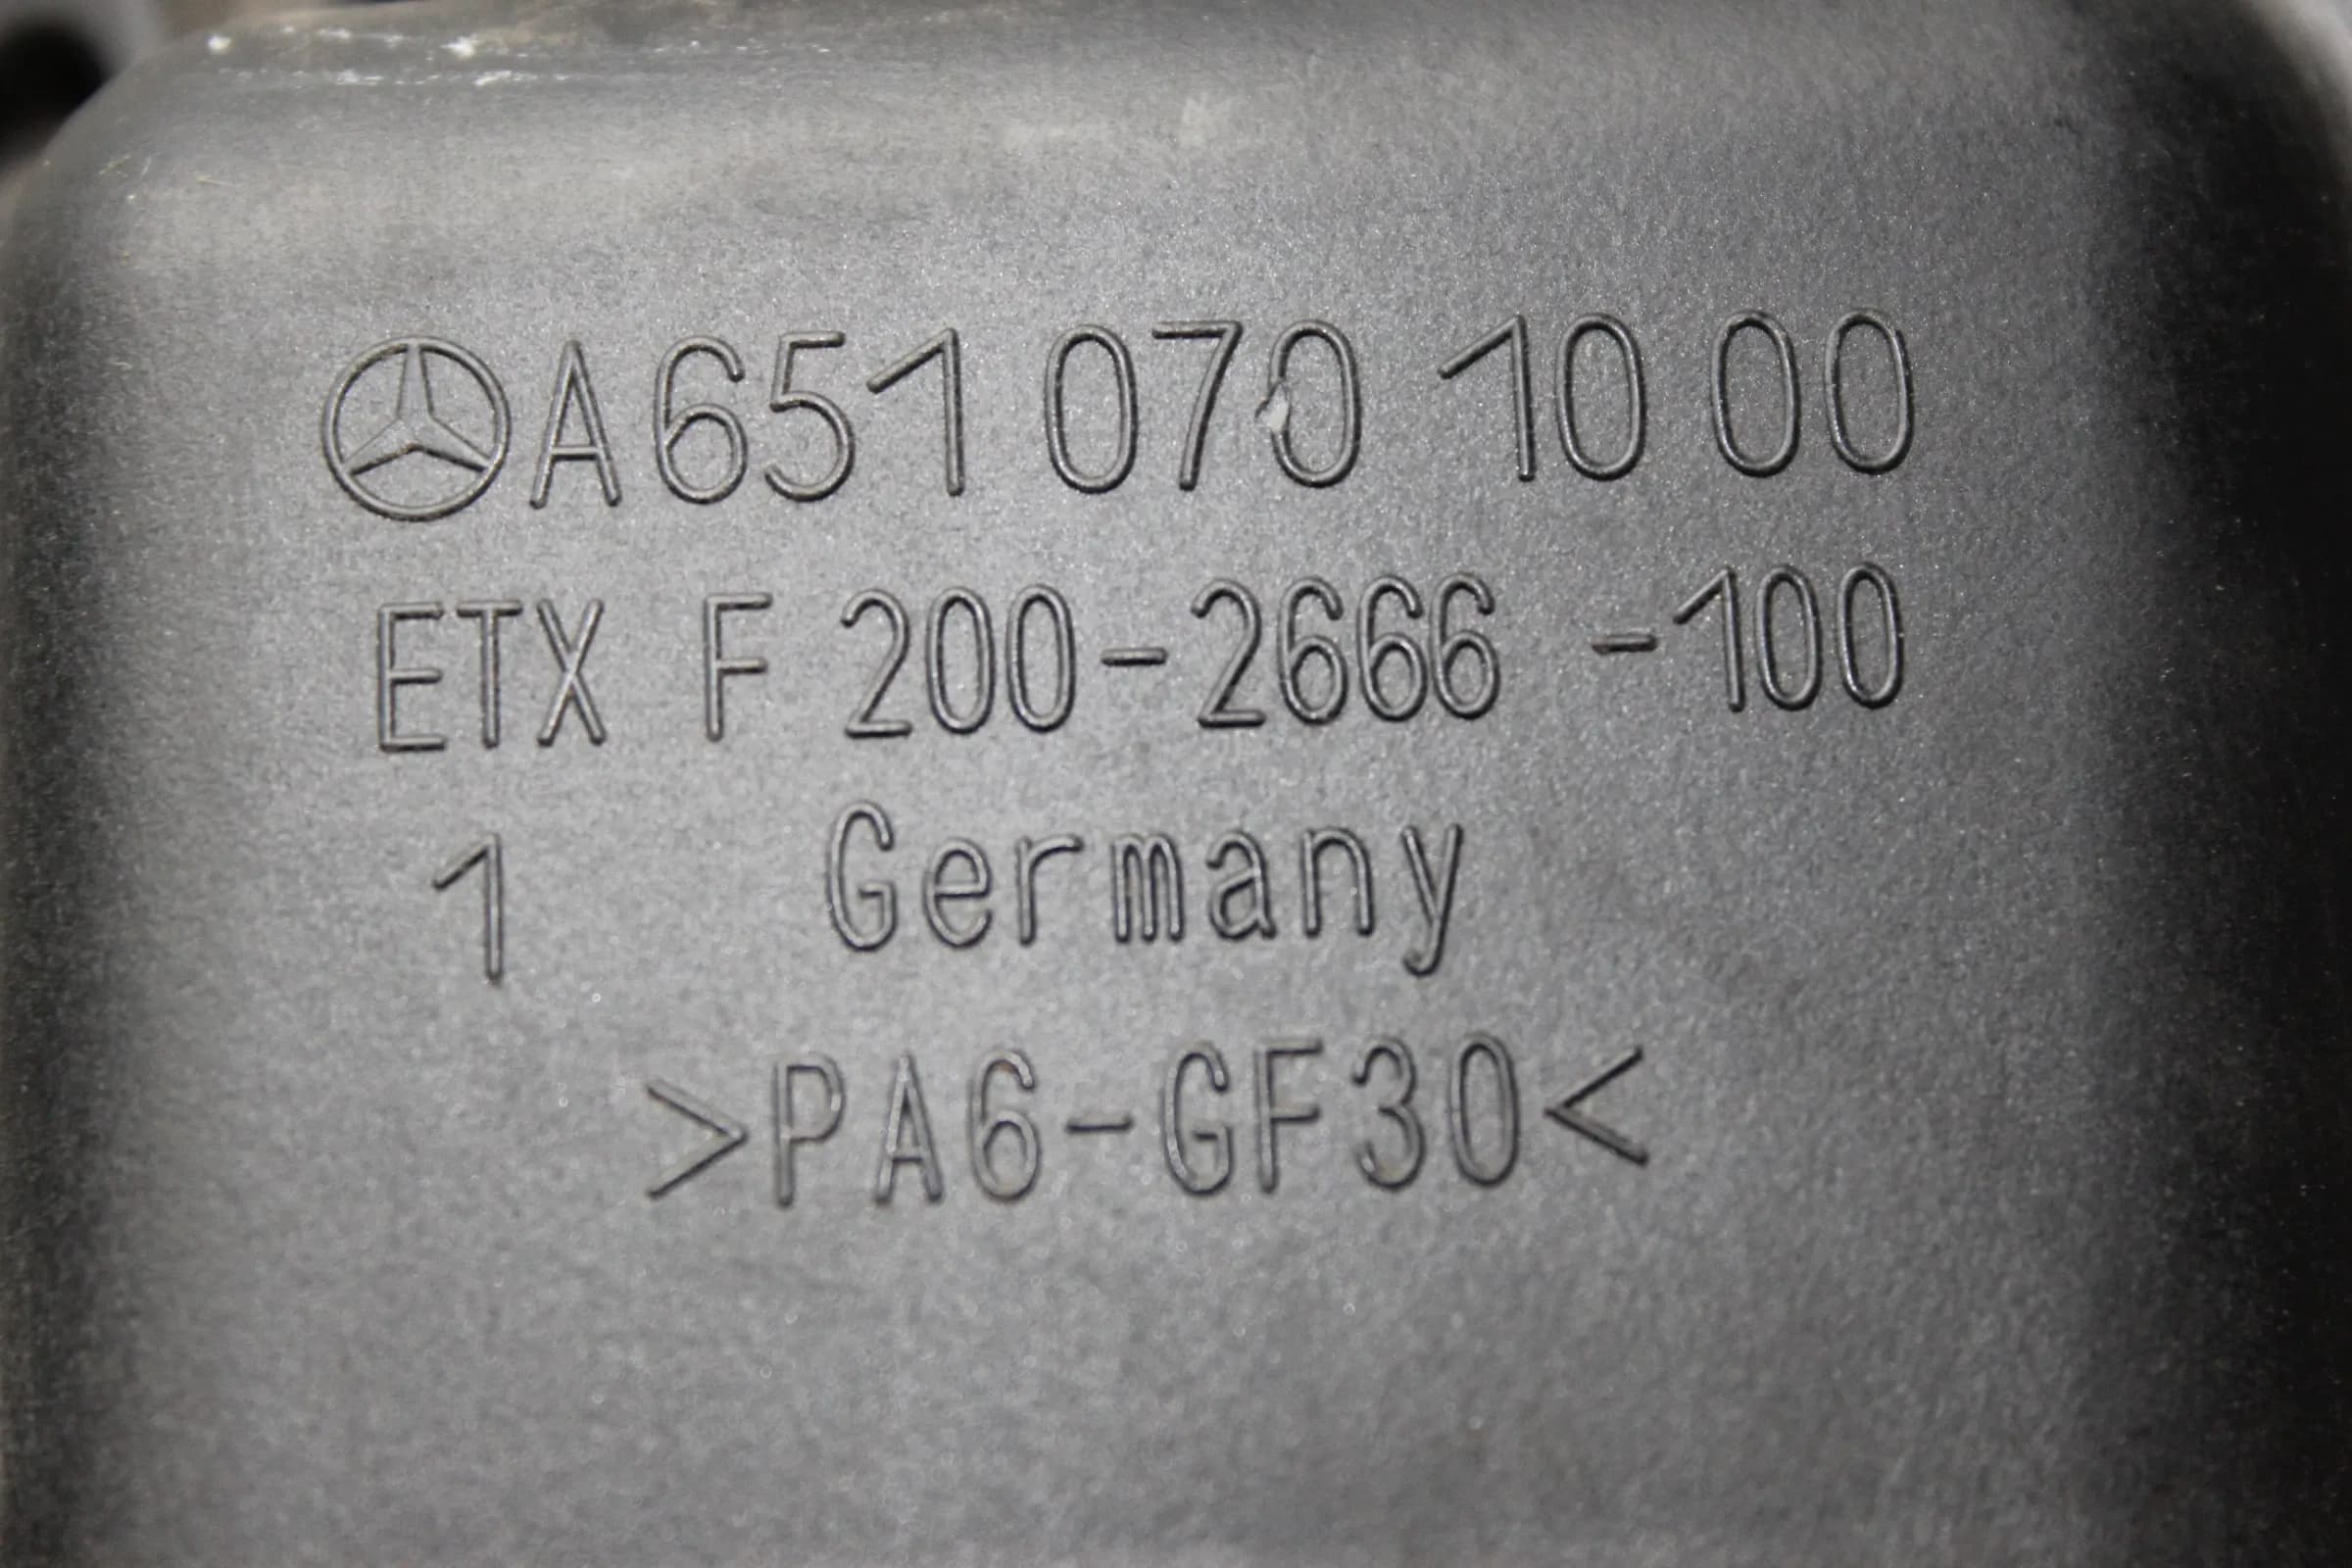 A651 070 10 00
ETX F 200-2666 -100
1 Germany
>PA6-GF30<